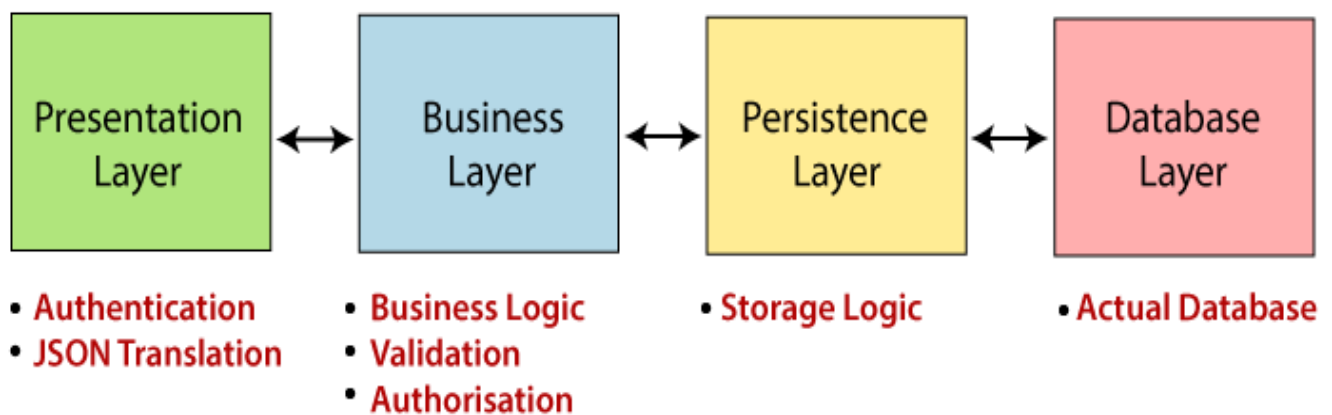 Presentation
Layer
Business
Layer
Persistence
Layer
Database
Layer
• Authentication
• JSON Translation
• Business Logic
• Validation
• Authorisation
• Storage Logic
• Actual Database